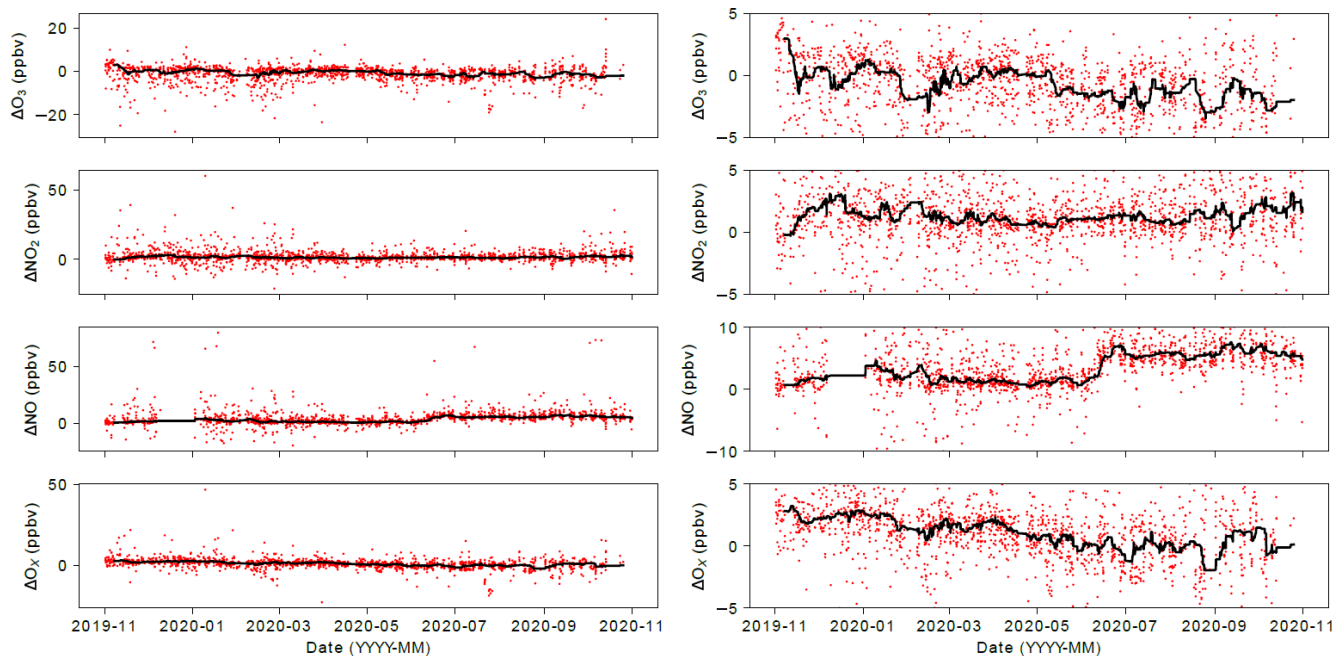 ΔO₃ (ppbv)
20
0
−20
ΔO₃ (ppbv)
5
0
−5
ΔNO₂ (ppbv)
50
0
ΔNO₂ (ppbv)
5
0
−5
ΔNO (ppbv)
50
0
ΔNO (ppbv)
10
0
−10
ΔOₓ (ppbv)
50
0
ΔOₓ (ppbv)
5
0
−5
2019-11 2020-01 2020-03 2020-05 2020-07 2020-09 2020-11
Date (YYYY-MM)
2019-11 2020-01 2020-03 2020-05 2020-07 2020-09 2020-11
Date (YYYY-MM)